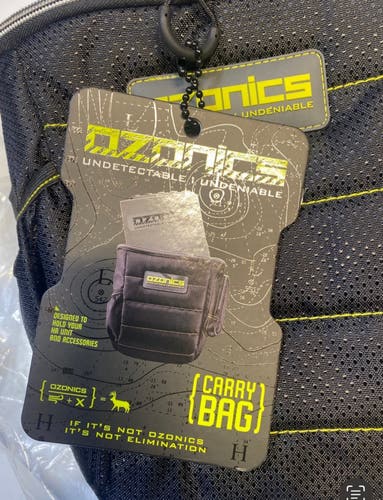 OZONICS
UNDENIABLE
OZONICS
UNDETECTABLE | UNDENIABLE
OZONICS
OZONICS
DESIGNED TO
HOLD YOUR
HR UNIT
AND ACCESSORIES
OZONICS
+ X =
{CARRY
BAG}
IF IT'S NOT OZONICS
IT'S NOT ELIMINATION
H
H